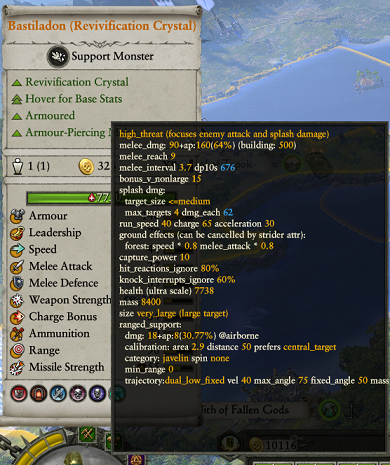 Bastiladon (Revivification Crystal)
Support Monster
Revivification Crystal
Hover for Base Stats
Armoured
Armour-Piercing
1 (1)
32
Armour
Leadership
Speed
Melee Attack
Melee Defence
Weapon Strength
Charge Bonus
Ammunition
Range
Missile Strength
high_threat (focuses enemy attack and splash damage)
melee_dmg: 90+ap:160(64%) (building: 500)
melee_reach 9
melee_interval 3.7 dp10s 676
bonus_v_nonlarge 15
splash dmg:
target_size <=medium
max_targets 4 dmg_each 62
run_speed 40 charge 65 acceleration 30
ground effects (can be cancelled by strider attr):
forest: speed * 0.8 melee_attack * 0.8
capture_power 10
hit_reactions_ignore 80%
knock_interrupts_ignore 60%
health (ultra scale) 7738
mass 8400
size very_large (large target)
ranged_support:
dmg: 18+ap:8(30.77%) @airborne
calibration: area 2.9 distance 50 prefers central_target
category: javelin spin none
min_range 0
trajectory:dual_low_fixed vel 40 max_angle 75 fixed_angle 50 mass
of Fallen Gods
10116